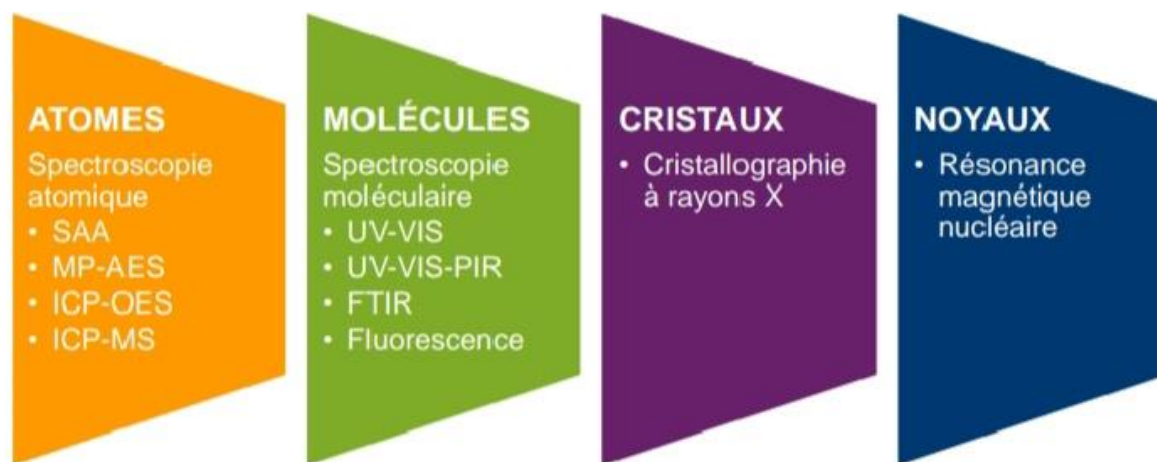 ATOMES
Spectroscopie
atomique
• SAA
• MP-AES
• ICP-OES
• ICP-MS
MOLÉCULES
Spectroscopie
moléculaire
• UV-VIS
• UV-VIS-PIR
• FTIR
• Fluorescence
CRISTAUX
• Cristallographie
à rayons X
NOYAUX
• Résonance
magnétique
nucléaire